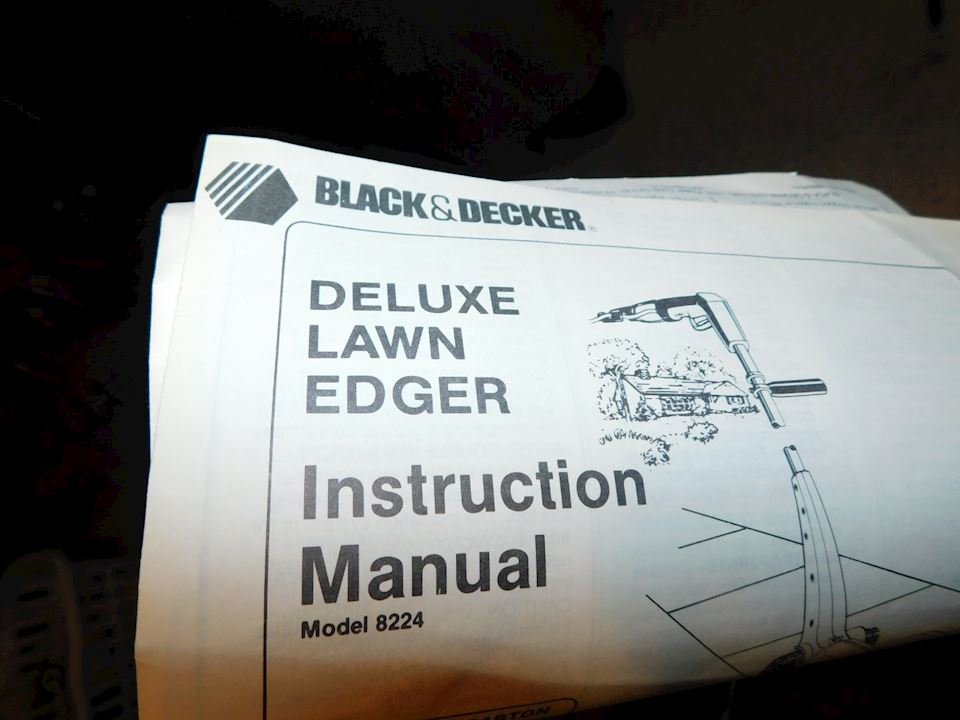 BLACK&DECKER®
DELUXE
LAWN
EDGER
Instruction
Manual
Model 8224